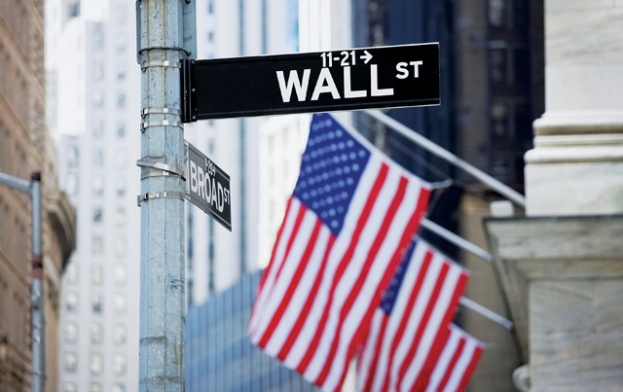 11-21 →
WALL ST
BROAD ST